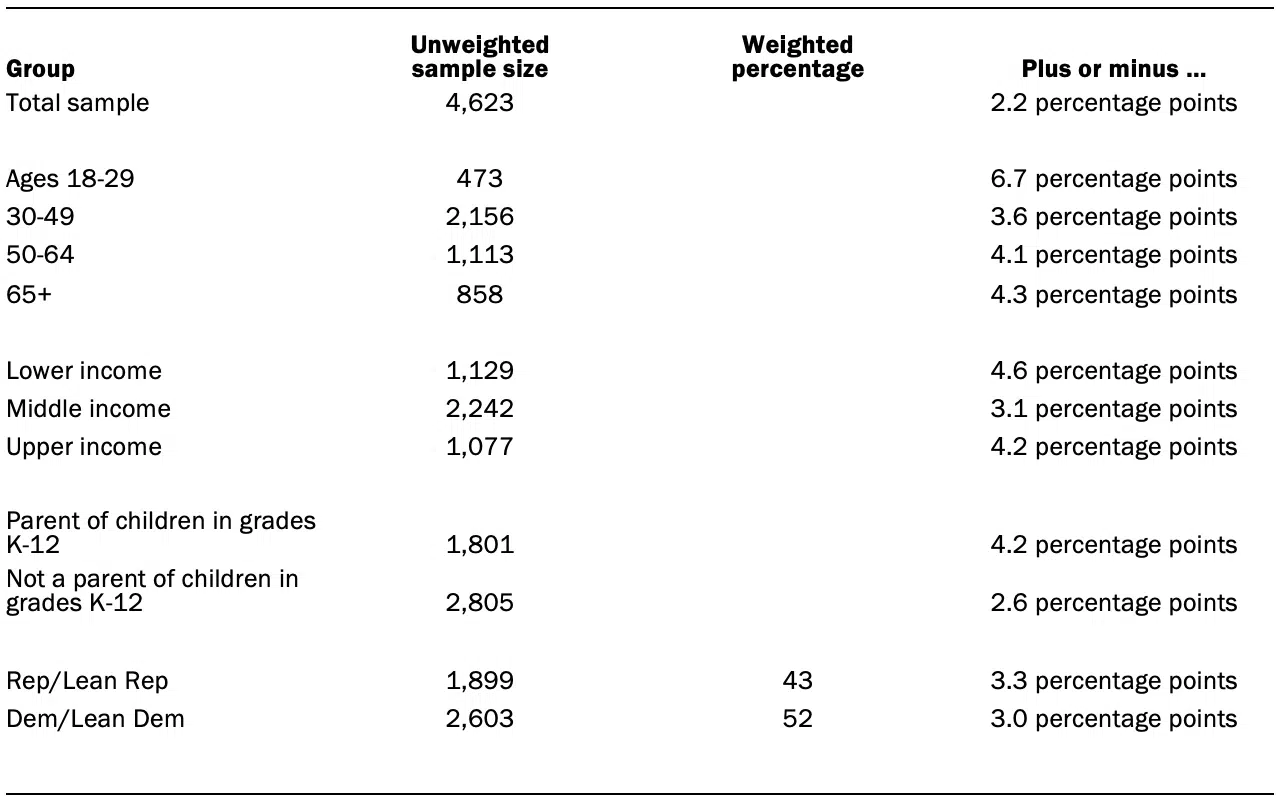 Group Unweighted sample size Weighted percentage Plus or minus ...
Total sample 4,623 2.2 percentage points
Ages 18-29 473 6.7 percentage points
30-49 2,156 3.6 percentage points
50-64 1,113 4.1 percentage points
65+ 858 4.3 percentage points
Lower income 1,129 4.6 percentage points
Middle income 2,242 3.1 percentage points
Upper income 1,077 4.2 percentage points
Parent of children in grades
K-12 1,801 4.2 percentage points
Not a parent of children in
grades K-12 2,805 2.6 percentage points
Rep/Lean Rep 1,899 43 3.3 percentage points
Dem/Lean Dem 2,603 52 3.0 percentage points